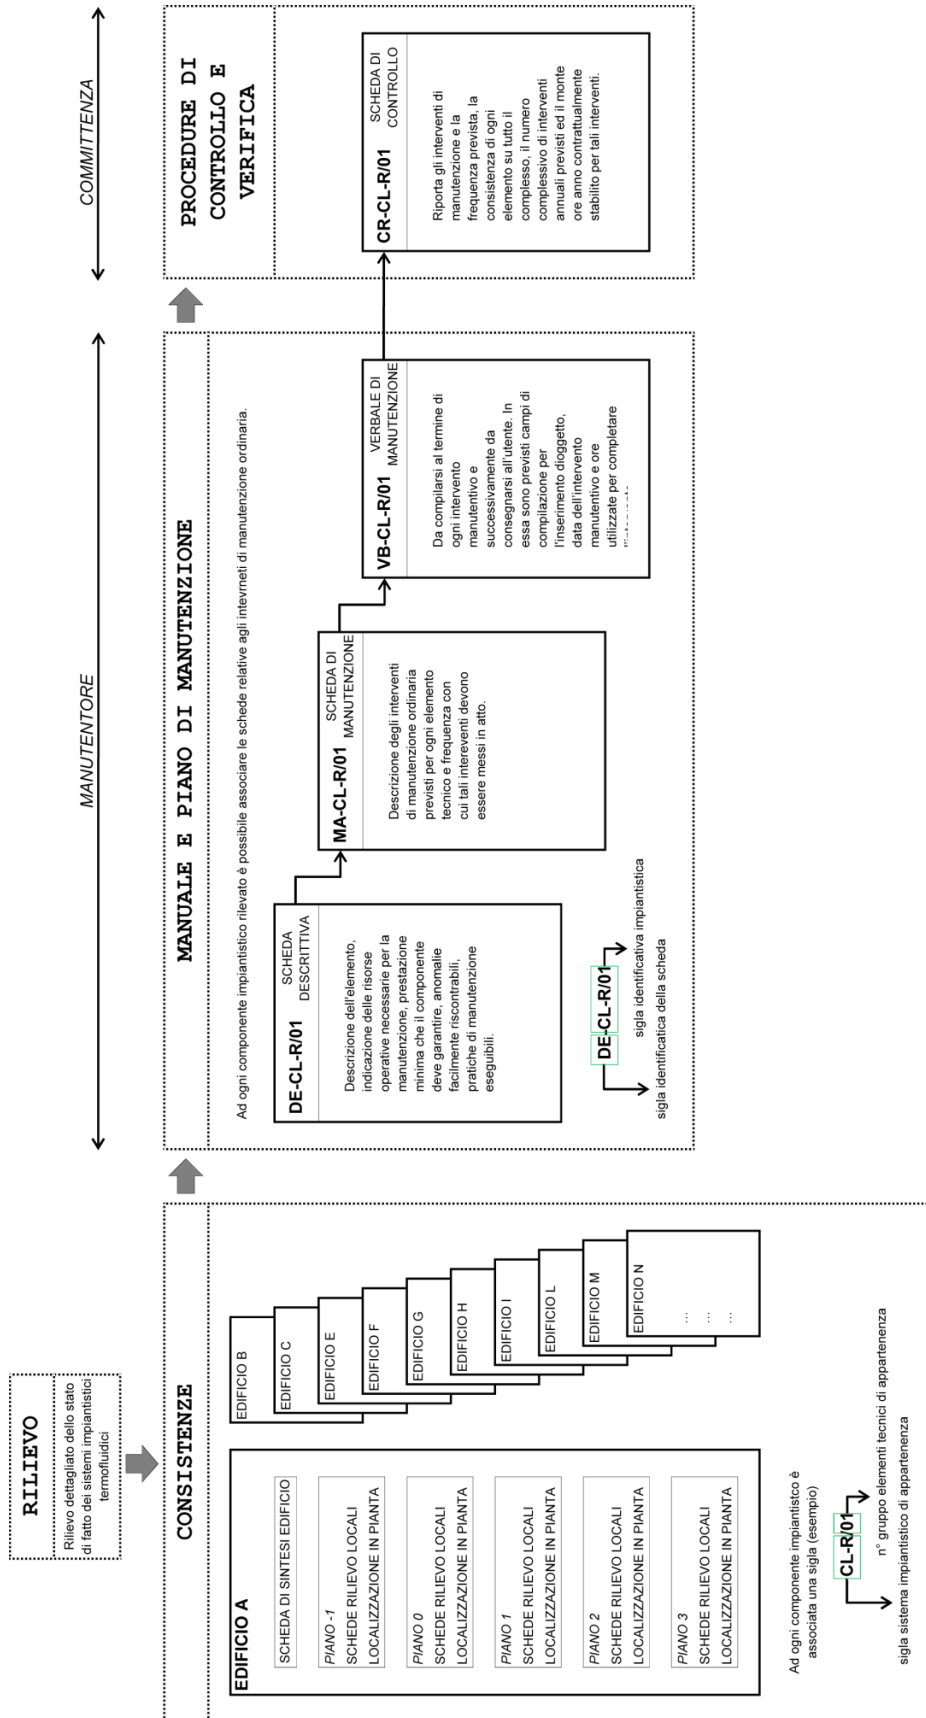 RILIEVO
Rilievo dettagliato dello stato
di fatto dei sistemi impiantistici
termofluidici
CONSISTENZE
EDIFICIO A
SCHEDA DI SINTESI EDIFICIO
PIANO -1
SCHEDE RILIEVO LOCALI
LOCALIZZAZIONE IN PIANTA
PIANO 0
SCHEDE RILIEVO LOCALI
LOCALIZZAZIONE IN PIANTA
PIANO 1
SCHEDE RILIEVO LOCALI
LOCALIZZAZIONE IN PIANTA
PIANO 2
SCHEDE RILIEVO LOCALI
LOCALIZZAZIONE IN PIANTA
PIANO 3
SCHEDE RILIEVO LOCALI
LOCALIZZAZIONE IN PIANTA
EDIFICIO B
EDIFICIO C
EDIFICIO E
EDIFICIO F
EDIFICIO G
EDIFICIO H
EDIFICIO I
EDIFICIO L
EDIFICIO M
EDIFICIO N
...
...
...
Ad ogni componente impiantistico è
associata una sigla (esempio)
CL-R/01
n° gruppo elementi tecnici di appartenenza
sigla sistema impiantistico di appartenenza
MANUTENTORE
MANUALE E PIANO DI MANUTENZIONE
Ad ogni componente impiantistico rilevato è possibile associare le schede relative agli intevrneti di manutenzione ordinaria.
DE-CL-R/01
SCHEDA
DESCRITTIVA
Descrizione dell'elemento,
indicazione delle risorse
operative necessarie per la
manutenzione, prestazione
minima che il componente
deve garantire, anomalie
facilmente riscontrabili,
pratiche di manutenzione
eseguibili.
MA-CL-R/01
SCHEDA DI
MANUTENZIONE
Descrizione degli interventi
di manutenzione ordinaria
previsti per ogni elemento
tecnico e frequenza con
cui tali intereventi devono
essere messi in atto.
VB-CL-R/01
VERBALE DI
MANUTENZIONE
Da compilarsi al termine di
ogni intervento
manutentivo e
successivamente da
consegnarsi all'utente. In
essa sono previsti campi di
compilazione per
l'inserimento dioggetto,
data dell'intervento
manutentivo e ore
utilizzate per completare
DE-CL-R/01
sigla identificativa impiantistica
sigla identificatica della scheda
COMMITTENZA
PROCEDURE DI
CONTROLLO E
VERIFICA
CR-CL-R/01
SCHEDA DI
CONTROLLO
Riporta gli interventi di
manutenzione e la
frequenza prevista, la
consistenza di ogni
elemento su tutto il
complesso, il numero
complessivo di interventi
annuali previsti ed il monte
ore anno contrattualmente
stabilito per tali interventi.